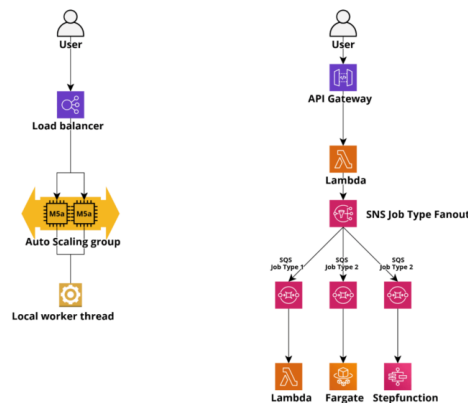 User
Load balancer
M5a M5a
Auto Scaling group
Local worker thread
User
API Gateway
Lambda
SNS Job Type Fanout
SQS
Job Type 1
SQS
Job Type 2
SQS
Job Type 2
Lambda
Fargate
Stepfunction